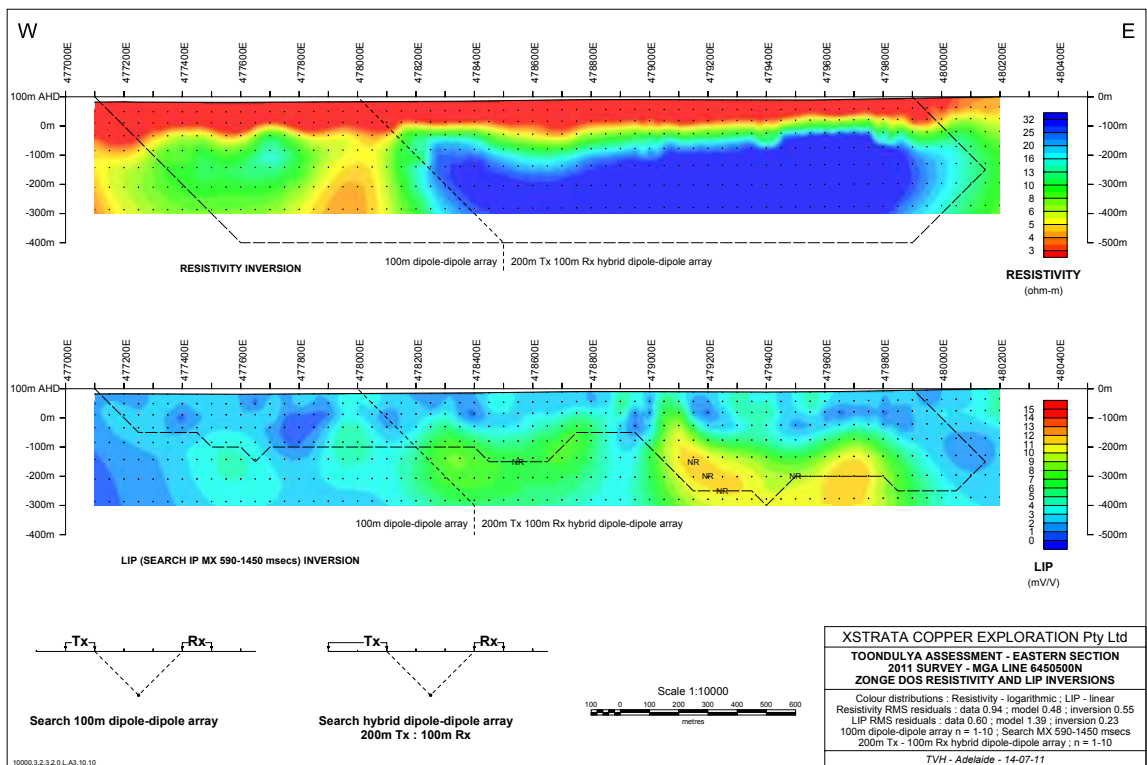 W
E
477000E
477200E
477400E
477600E
477800E
478000E
478200E
478400E
478600E
478800E
479000E
479200E
479400E
479600E
479800E
480000E
480200E
480400E
100m AHD
0m
-100m
-200m
-300m
-400m
0m
-100m
-200m
-300m
-400m
-500m
32
25
20
16
13
10
8
6
5
4
3
RESISTIVITY
(ohm-m)
RESISTIVITY INVERSION
100m dipole-dipole array
200m Tx 100m Rx hybrid dipole-dipole array
477000E
477200E
477400E
477600E
477800E
478000E
478200E
478400E
478600E
478800E
479000E
479200E
479400E
479600E
479800E
480000E
480200E
480400E
100m AHD
0m
-100m
-200m
-300m
-400m
NR
NR
NR
NR
NR
0m
-100m
-200m
-300m
-400m
-500m
15
14
13
12
11
10
9
8
7
6
5
4
3
2
1
0
LIP
(mV/V)
100m dipole-dipole array
200m Tx 100m Rx hybrid dipole-dipole array
LIP (SEARCH IP MX 590-1450 msecs) INVERSION
Tx
Rx
Search 100m dipole-dipole array
Tx
Rx
Search hybrid dipole-dipole array
200m Tx : 100m Rx
Scale 1:10000
100 0 100 200 300 400 500 600
metres
XSTRATA COPPER EXPLORATION Pty Ltd
TOONDULYA ASSESSMENT - EASTERN SECTION
2011 SURVEY - MGA LINE 6450500N
ZONGE DOS RESISTIVITY AND LIP INVERSIONS
Colour distributions : Resistivity - logarithmic ; LIP - linear
Resistivity RMS residuals : data 0.94 ; model 0.48 ; inversion 0.55
LIP RMS residuals : data 0.60 ; model 1.39 ; inversion 0.23
100m dipole-dipole array n = 1-10 ; Search MX 590-1450 msecs
200m Tx - 100m Rx hybrid dipole-dipole array ; n = 1-10
TVH - Adelaide - 14-07-11
10000.3.2.3.2.0.L.A3.10.10